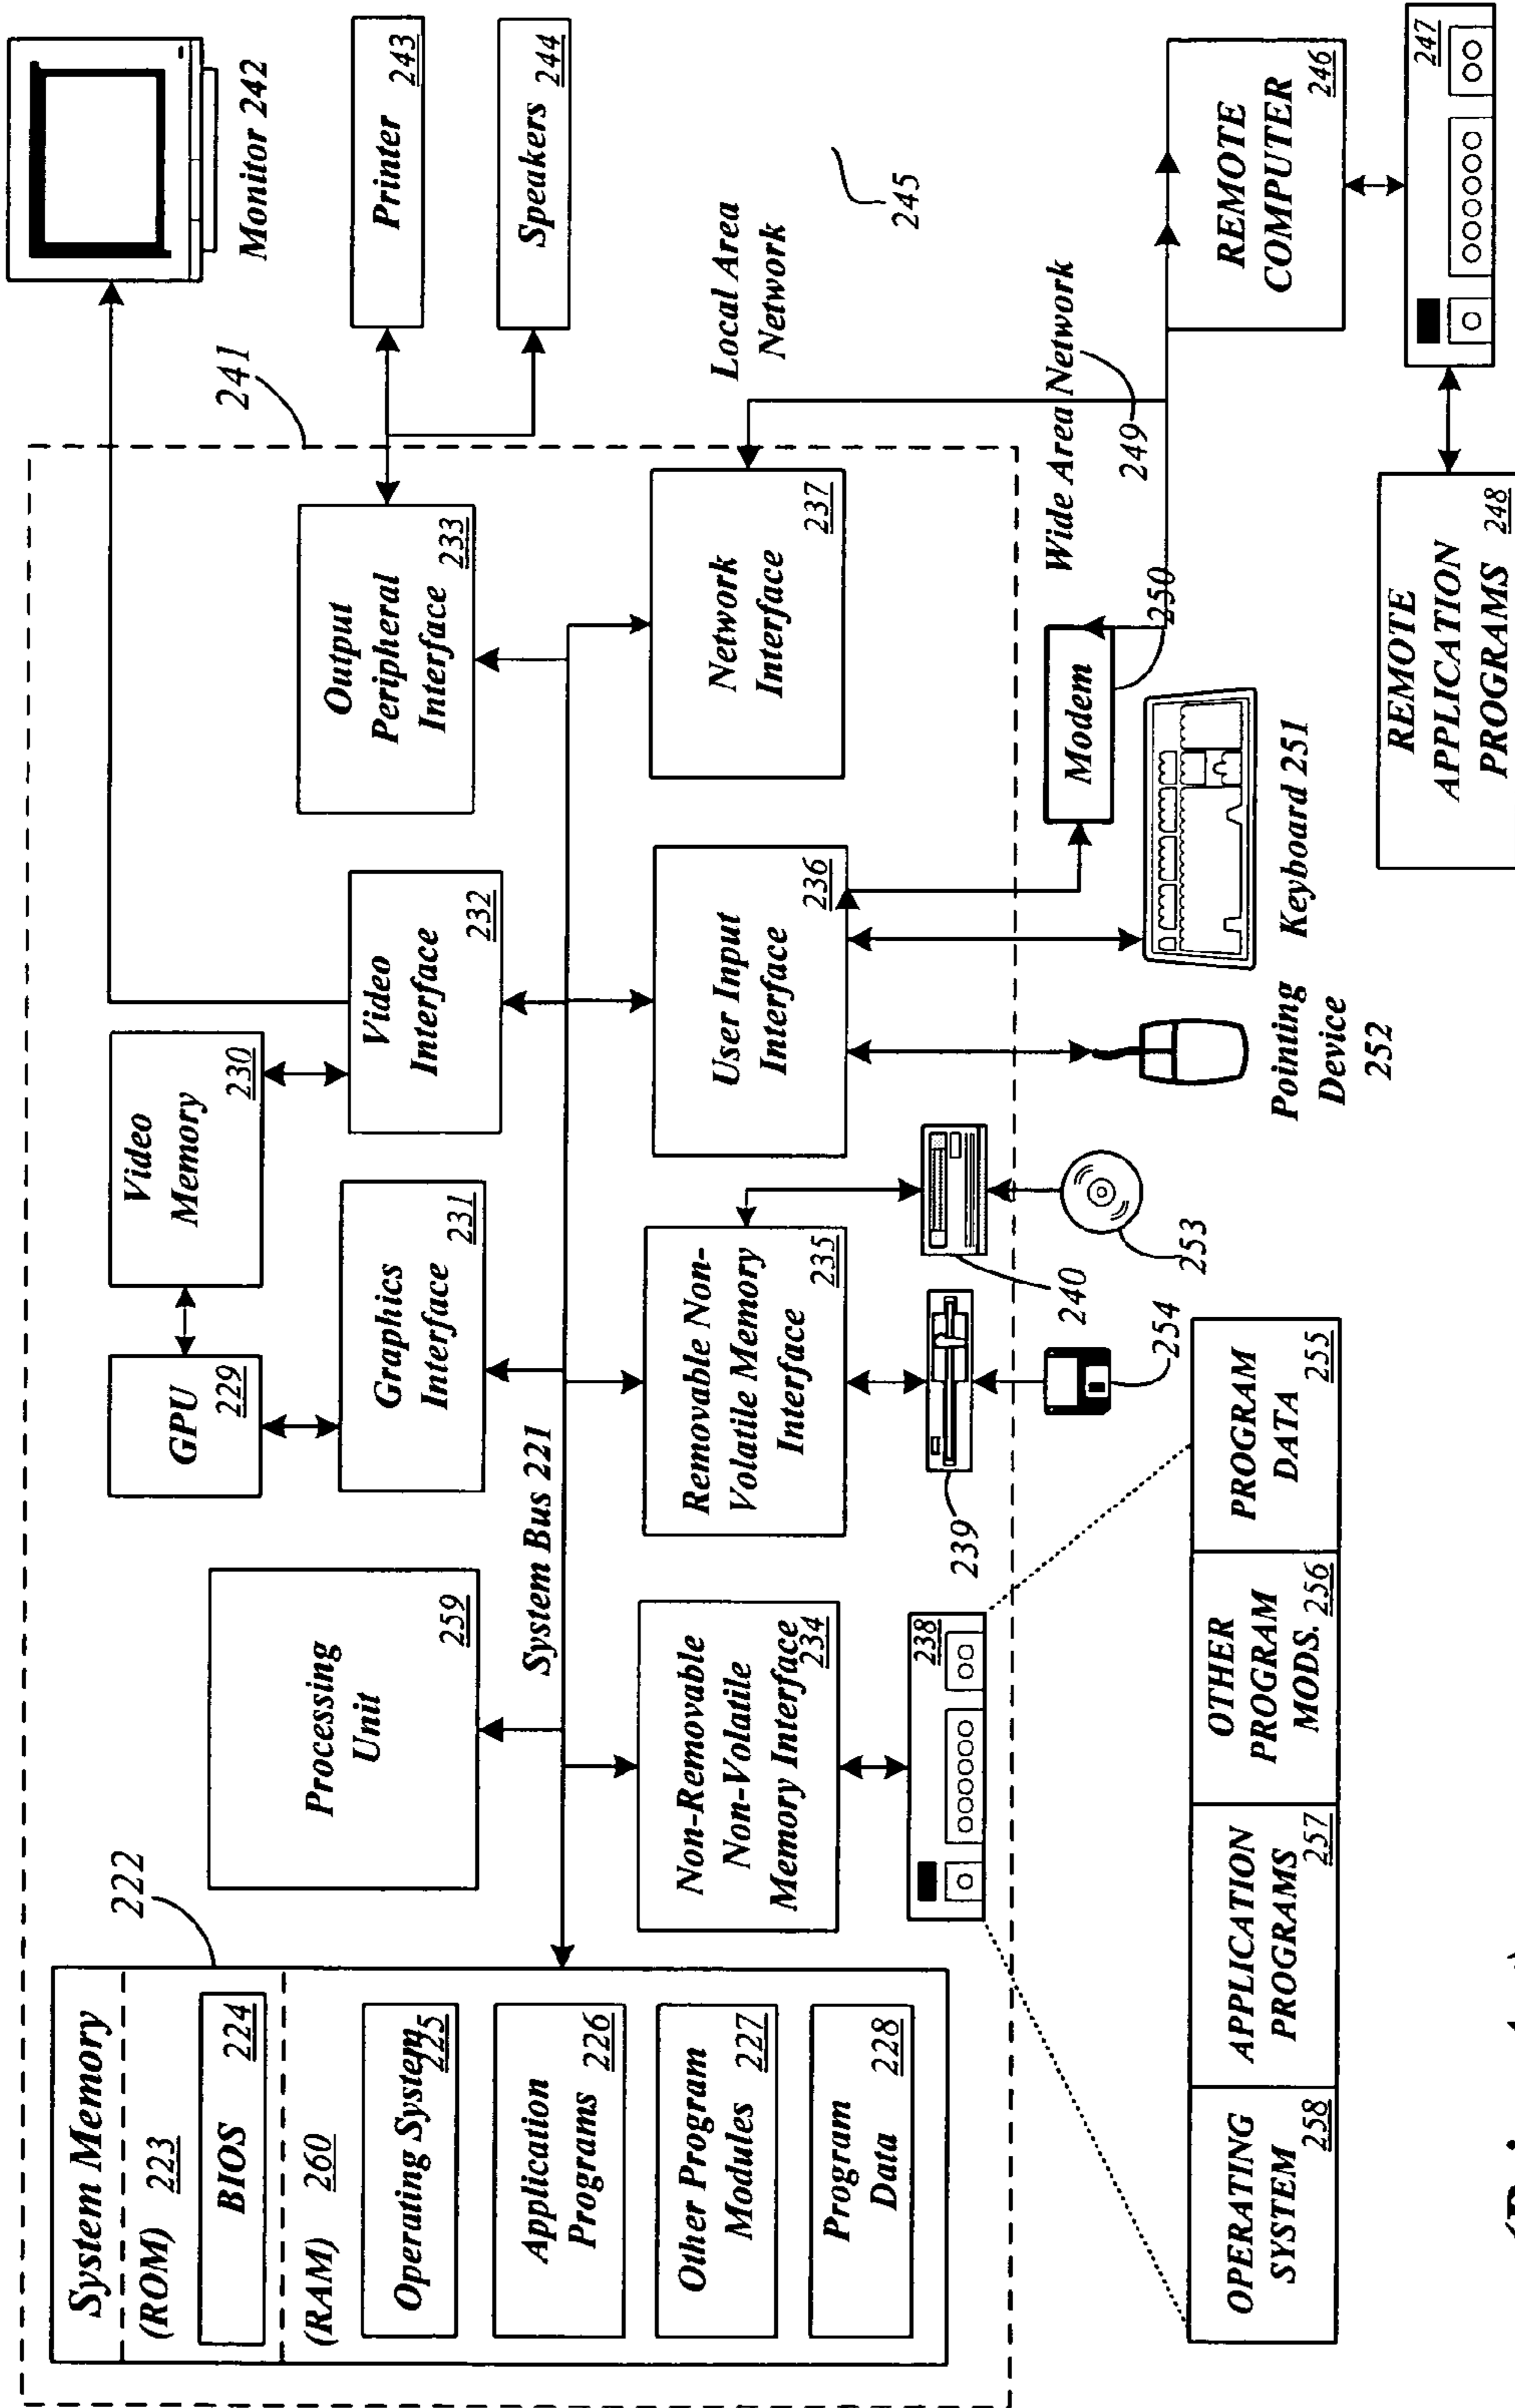 System Memory
(ROM) 223
BIOS 224
(RAM) 260
Operating System
225
Application
Programs 226
Other Program
Modules 227
Program
Data 228
222
Processing
Unit
259
System Bus 221
GPU
229
Video
Memory
230
Graphics
Interface
231
Video
Interface
232
Output
Peripheral
Interface
233
241
Monitor 242
Printer
243
Speakers
244
Non-Removable
Non-Volatile
Memory Interface
234
Removable Non-
Volatile Memory
Interface
235
User Input
Interface
236
Network
Interface
237
Local Area
Network
245
238
239
240
254
253
Pointing
Device
252
Keyboard 251
Modem
250
Wide Area Network
249
REMOTE
COMPUTER
246
247
REMOTE
APPLICATION
PROGRAMS 248
OPERATING
SYSTEM
258
APPLICATION
PROGRAMS
257
OTHER
PROGRAM
MODS. 256
PROGRAM
DATA
255